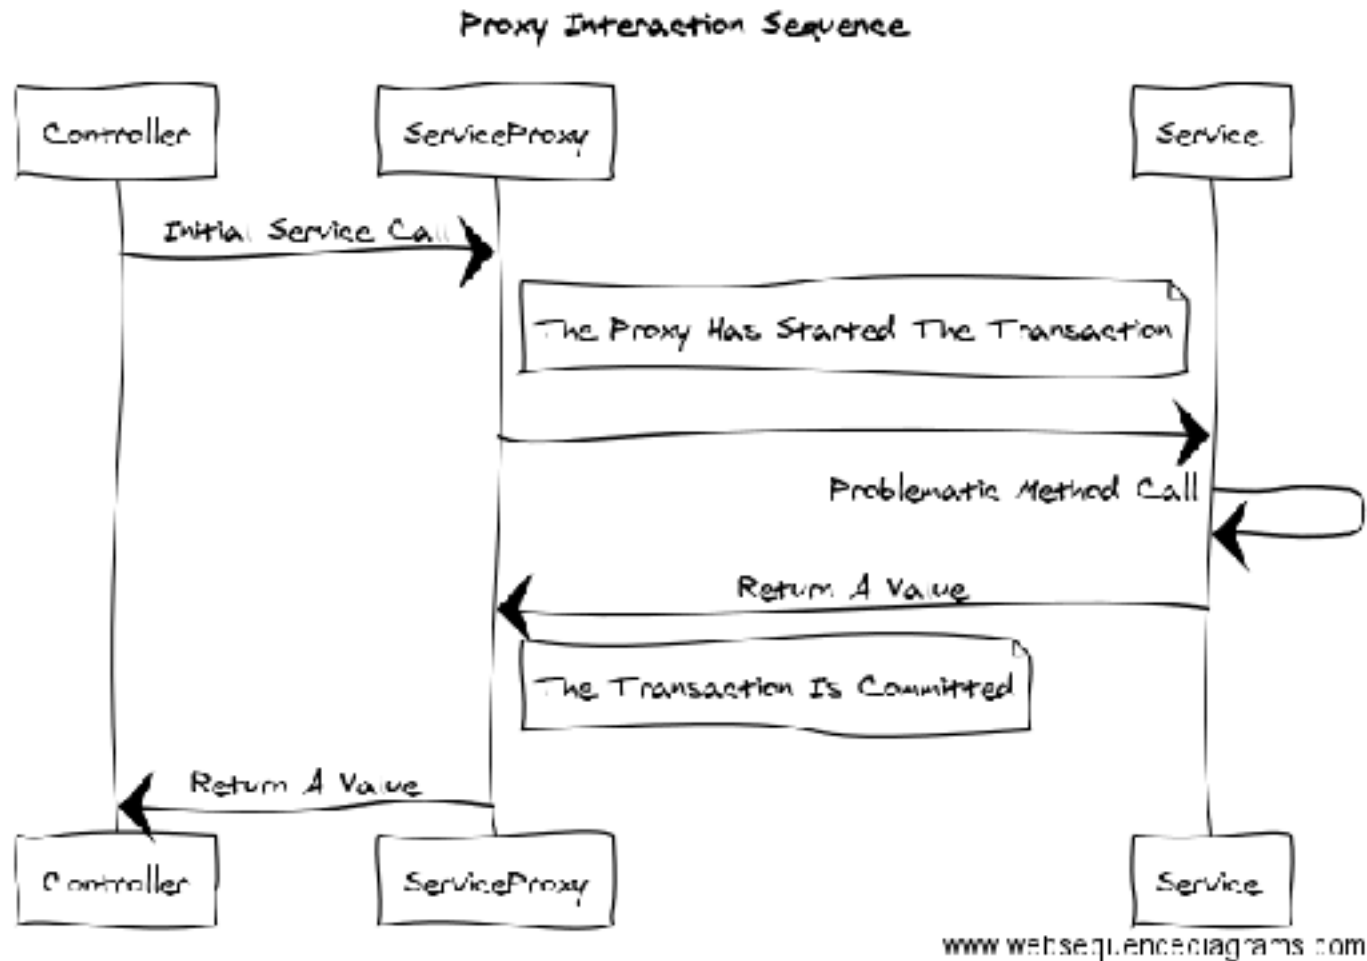 Proxy Interaction Sequence
Controller
ServiceProxy
Service
Initial Service Call
The Proxy Has Started The Transaction
Problematic Method Call
Return A Value
The Transaction Is Committed
Return A Value
Controller
ServiceProxy
Service
www.websequencediagrams.com